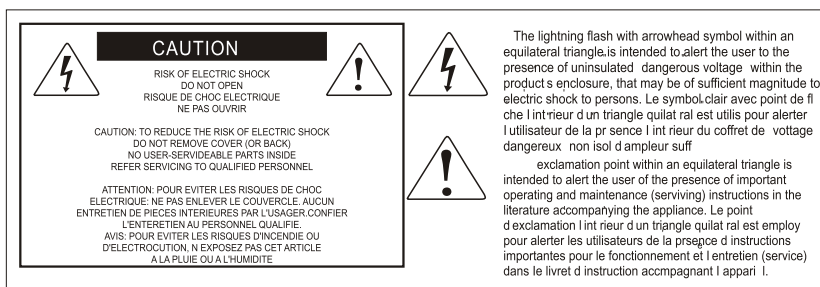 CAUTION
RISK OF ELECTRIC SHOCK
DO NOT OPEN
RISQUE DE CHOC ELECTRIQUE
NE PAS OUVRIR
CAUTION: TO REDUCE THE RISK OF ELECTRIC SHOCK
DO NOT REMOVE COVER (OR BACK)
NO USER-SERVIDEABLE PARTS INSIDE
REFER SERVICING TO QUALIFIED PERSONNEL
ATTENTION: POUR EVITER LES RISQUES DE CHOC
ELECTRIQUE: NE PAS ENLEVER LE COUVERCLE. AUCUN
ENTRETIEN DE PIECES INTERIEURES PAR L'USAGER.CONFIER
L'ENTERETIEN AU PERSONNEL QUALIFIE.
AVIS: POUR EVITER LES RISQUES D'INCENDIE OU
D'ELECTROCUTION, N EXPOSEZ PAS CET ARTICLE
A LA PLUIE OU A L'HUMIDITE
The lightning flash with arrowhead symbol within an
equilateral triangle,is intended to alert the user to the
presence of uninsulated dangerous voltage within the
product s enclosure, that may be of sufficient magnitude to
electric shock to persons. Le symbol clair avec point de fl
che l int rieur d un triangle quilat ral est utilis pour alerter
l utilisateur de la pr sence l int rieur du coffret de vottage
dangereux non isol d ampleur suff
exclamation point within an equilateral triangle is
intended to alert the user of the presence of important
operating and maintenance (serviving) instructions in the
literature accompanying the appliance. Le point
d exclamation l int rieur d un triangle quilat ral est employ
pour alerter les utilisateurs de la prsence d instructions
importantes pour le fonctionnement et l entretien (service)
dans le livret d instruction accmpagnant l appari l.